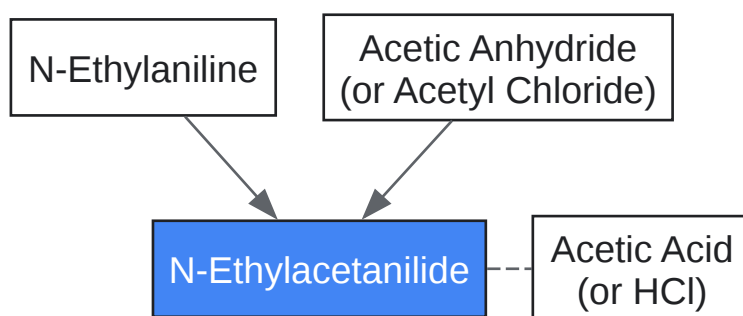 N-Ethylaniline
Acetic Anhydride
(or Acetyl Chloride)
N-Ethylacetanilide
Acetic Acid
(or HCl)